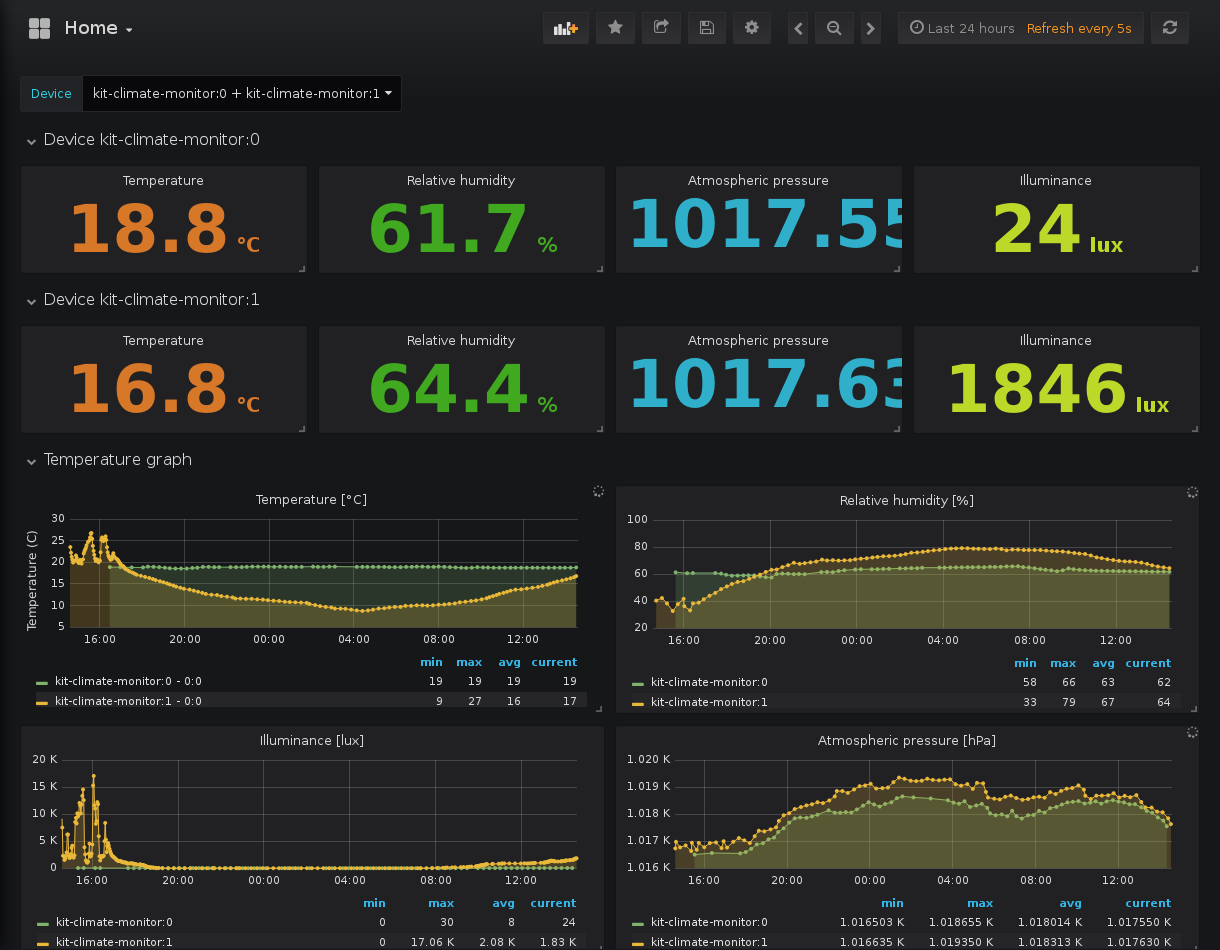 Home
Last 24 hours Refresh every 5s
Device kit-climate-monitor:0 + kit-climate-monitor:1
Device kit-climate-monitor:0
Temperature Relative humidity Atmospheric pressure Illuminance
18.8 °C 61.7 % 1017.55 24 lux
Device kit-climate-monitor:1
Temperature Relative humidity Atmospheric pressure Illuminance
16.8 °C 64.4 % 1017.63 1846 lux
Temperature graph
Temperature [°C]
Temperature (C)
30
25
20
15
10
5
16:00 20:00 00:00 04:00 08:00 12:00
min max avg current
kit-climate-monitor:0 - 0:0 19 19 19 19
kit-climate-monitor:1 - 0:0 9 27 16 17
Relative humidity [%]
100
80
60
40
20
16:00 20:00 00:00 04:00 08:00 12:00
min max avg current
kit-climate-monitor:0 58 66 63 62
kit-climate-monitor:1 33 79 67 64
Illuminance [lux]
20 K
15 K
10 K
5 K
0
16:00 20:00 00:00 04:00 08:00 12:00
min max avg current
kit-climate-monitor:0 0 30 8 24
kit-climate-monitor:1 0 17.06 K 2.08 K 1.83 K
Atmospheric pressure [hPa]
1.020 K
1.019 K
1.018 K
1.017 K
1.016 K
16:00 20:00 00:00 04:00 08:00 12:00
min max avg current
kit-climate-monitor:0 1.016503 K 1.018655 K 1.018014 K 1.017550 K
kit-climate-monitor:1 1.016635 K 1.019350 K 1.018313 K 1.017630 K